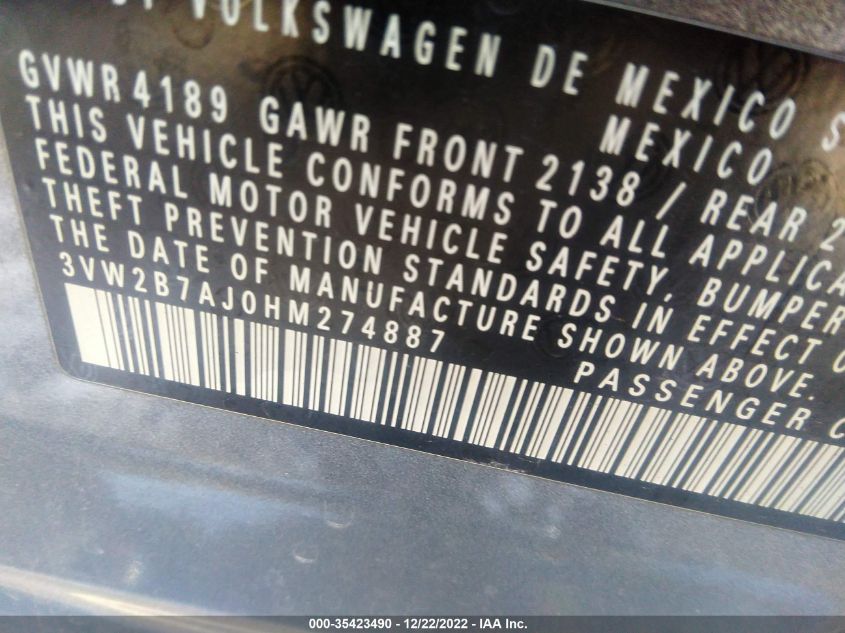 VOLKSWAGEN DE MEXICO S
MEXICO
GVWR 4189 GAWR FRONT 2138 / REAR 2
THIS VEHICLE CONFORMS TO ALL APPLICA
FEDERAL MOTOR VEHICLE SAFETY, BUMPER
THEFT PREVENTION STANDARDS IN EFFECT O
THE DATE OF MANUFACTURE SHOWN ABOVE.
3VW2B7AJ0HM274887
PASSENGER C
000-35423490 - 12/22/2022 - IAA Inc.